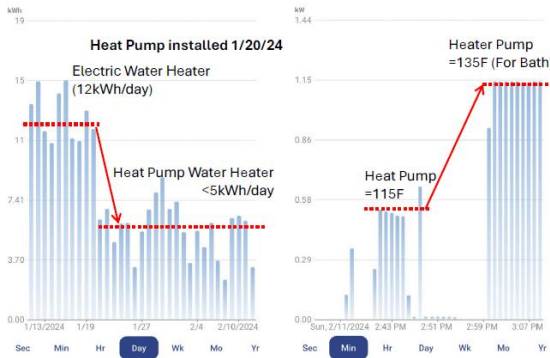 kWh
19
Heat Pump installed 1/20/24
Electric Water Heater
(12kWh/day)
15
11
Heat Pump Water Heater
<5kWh/day
7.41
3.70
0.00
1/13/2024 1/19 1/27 2/4 2/10/2024
Sec Min Hr Day Wk Mo Yr
kW
1.44
Heater Pump
=135F (For Bath
1.15
0.86
Heat Pump
=115F
0.58
0.29
0.00
Sun, 2/11/2024 2:43 PM 2:51 PM 2:59 PM 3:07 PM
Sec Min Hr Day Wk Mo Yr